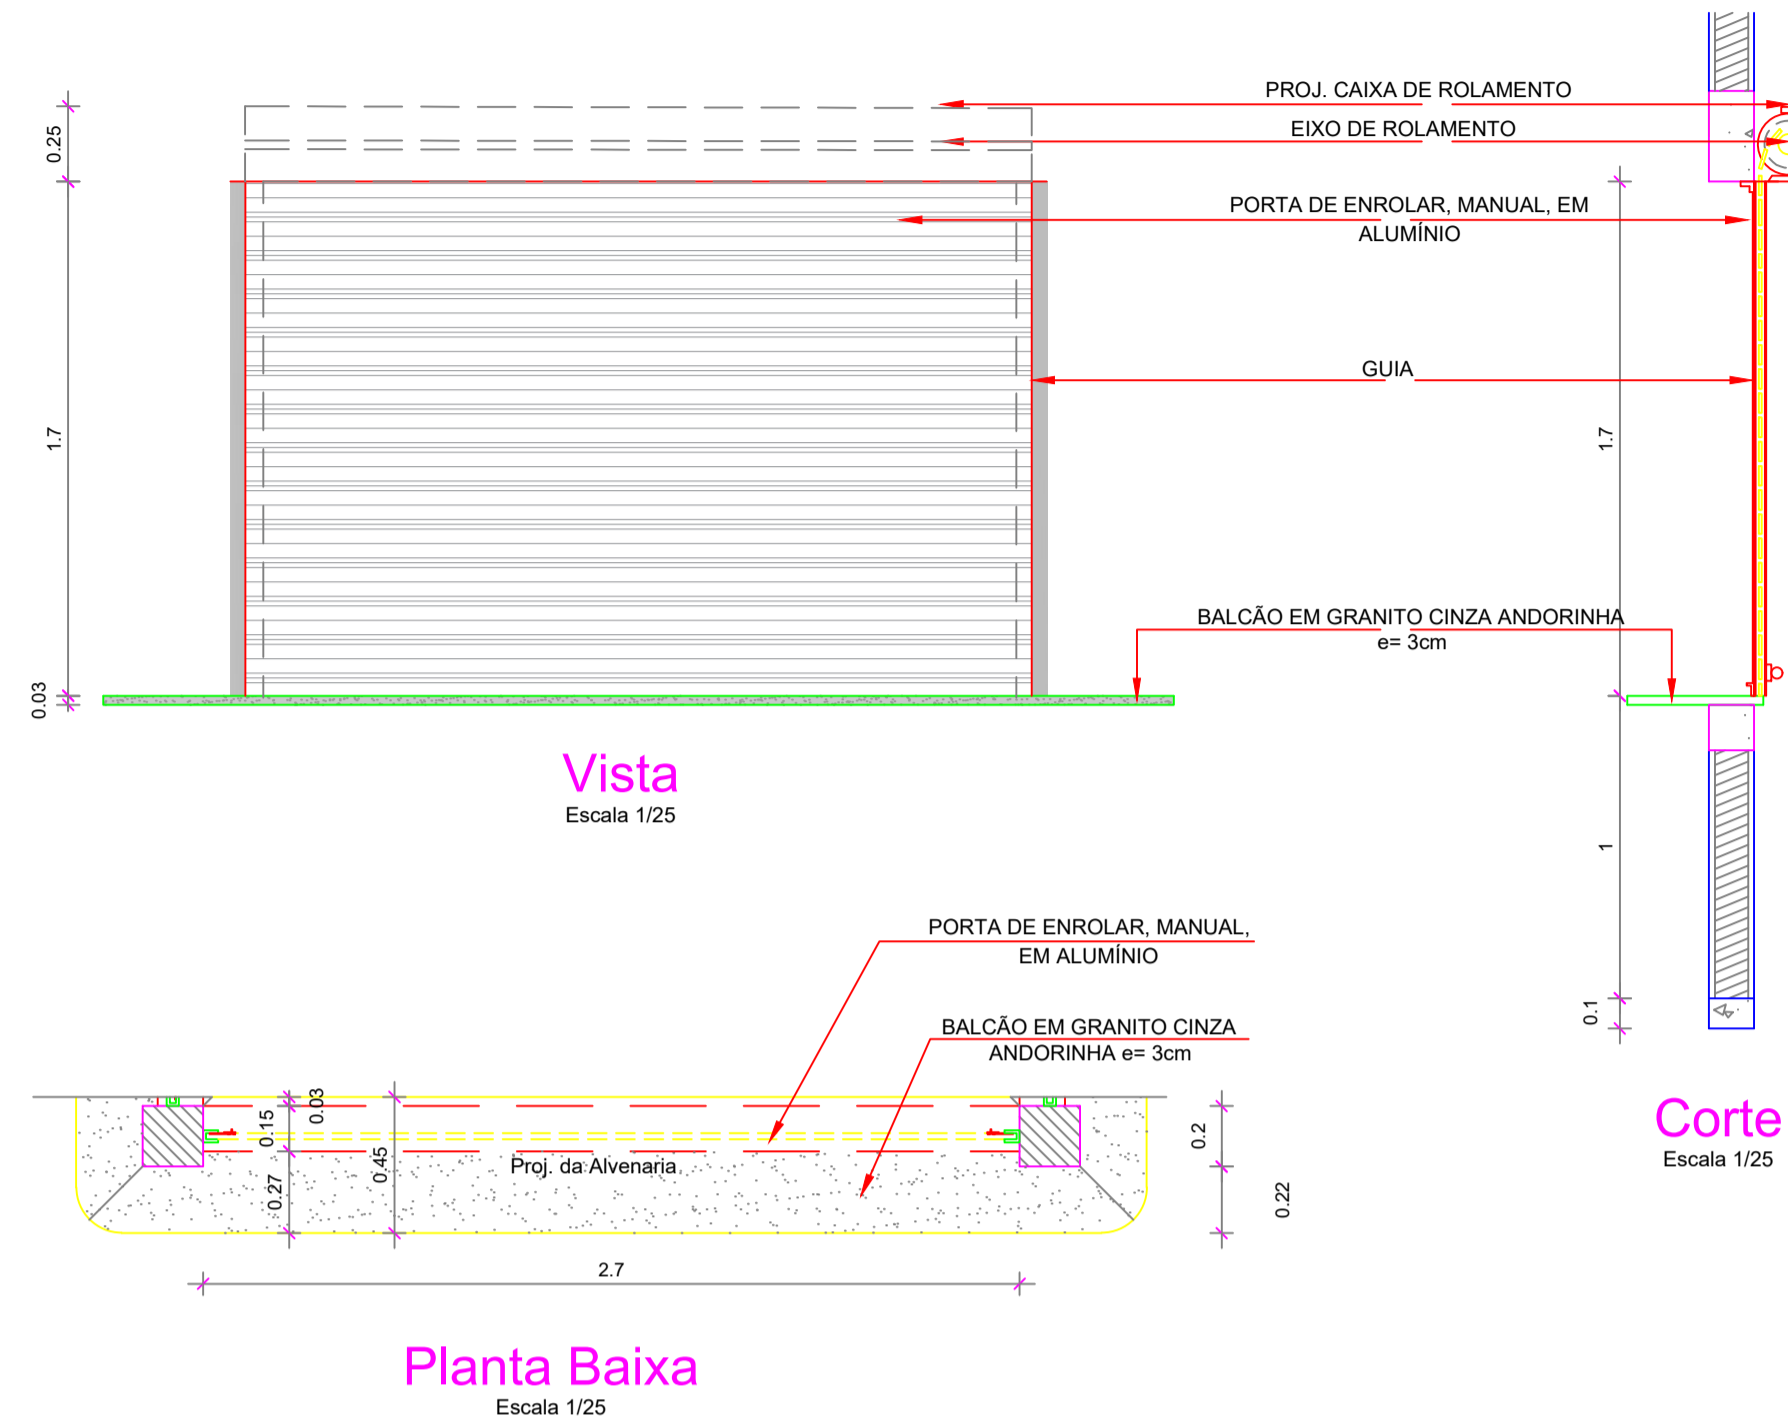 PROJ. CAIXA DE ROLAMENTO
EIXO DE ROLAMENTO
PORTA DE ENROLAR, MANUAL, EM
ALUMÍNIO
GUIA
BALCÃO EM GRANITO CINZA ANDORINHA
e= 3cm
0.25
1.7
0.03
1.7
1
0.1
Vista
Escala 1/25
PORTA DE ENROLAR, MANUAL,
EM ALUMÍNIO
BALCÃO EM GRANITO CINZA
ANDORINHA e= 3cm
0.03
0.15
0.45
0.27
Proj. da Alvenaria
0.2
0.22
2.7
Corte
Escala 1/25
Planta Baixa
Escala 1/25